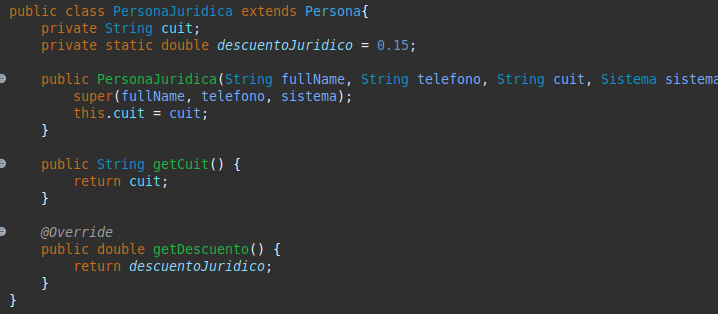 public class PersonaJuridica extends Persona{
    private String cuit;
    private static double descuentoJuridico = 0.15;

    public PersonaJuridica(String fullName, String telefono, String cuit, Sistema sistema
        super(fullName, telefono, sistema);
        this.cuit = cuit;
    }

    public String getCuit() {
        return cuit;
    }

    @Override
    public double getDescuento() {
        return descuentoJuridico;
    }
}